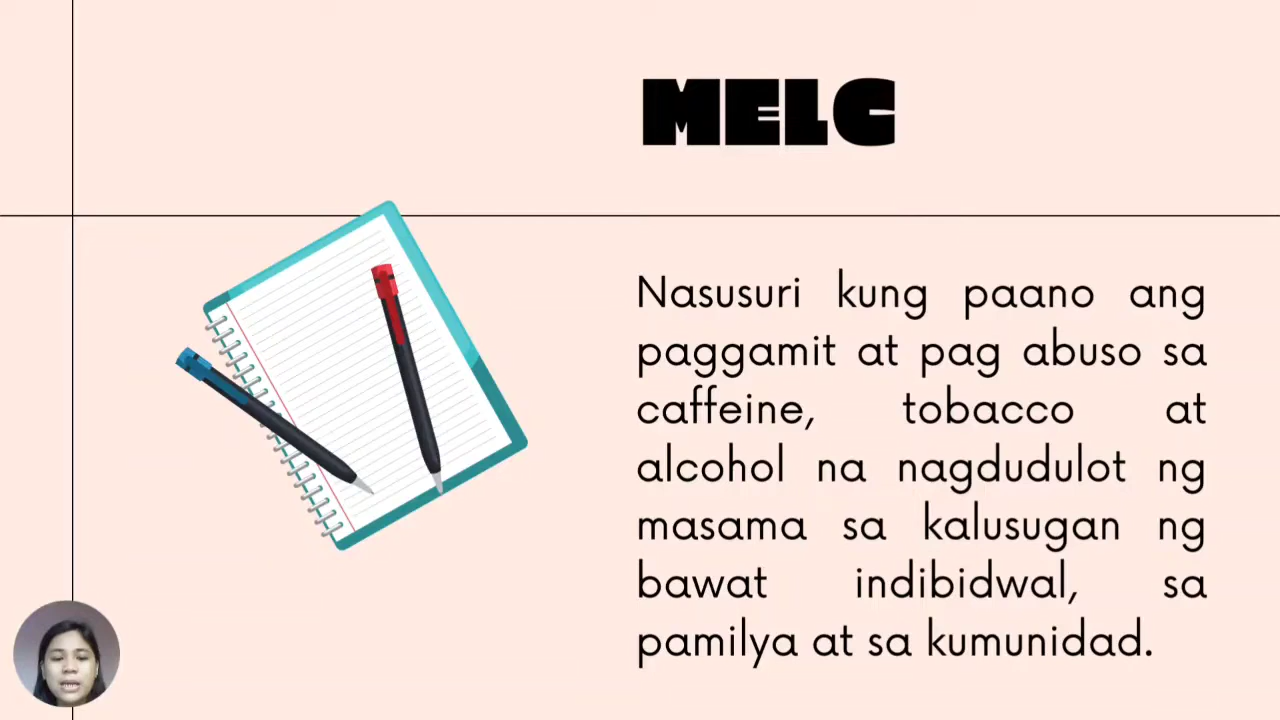 MELC
Nasusuri kung paano ang
paggamit at pag abuso sa
caffeine, tobacco at
alcohol na nagdudulot ng
masama sa kalusugan ng
bawat indibidwal, sa
pamilya at sa kumunidad.